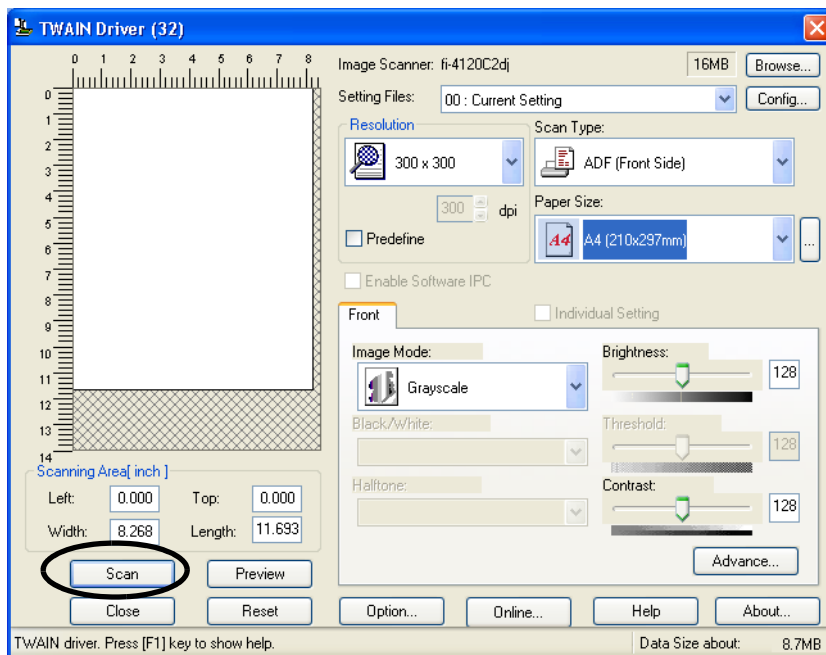 TWAIN Driver (32)
0 1 2 3 4 5 6 7 8
0
1
2
3
4
5
6
7
8
9
10
11
12
13
14
Image Scanner: fi-4120C2dj 16MB Browse...
Setting Files: 00 : Current Setting Config...
Resolution
300 x 300
300 dpi
Predefine
Scan Type:
ADF (Front Side)
Paper Size:
A4 A4 (210x297mm) ...
Enable Software IPC
Front
Individual Setting
Image Mode:
Grayscale
Black/White:
Halftone:
Brightness:
128
Threshold:
128
Contrast:
128
Advance...
Scanning Area[ inch ]
Left: 0.000 Top: 0.000
Width: 8.268 Length: 11.693
Scan Preview
Close Reset Option... Online... Help About...
TWAIN driver. Press [F1] key to show help. Data Size about: 8.7MB